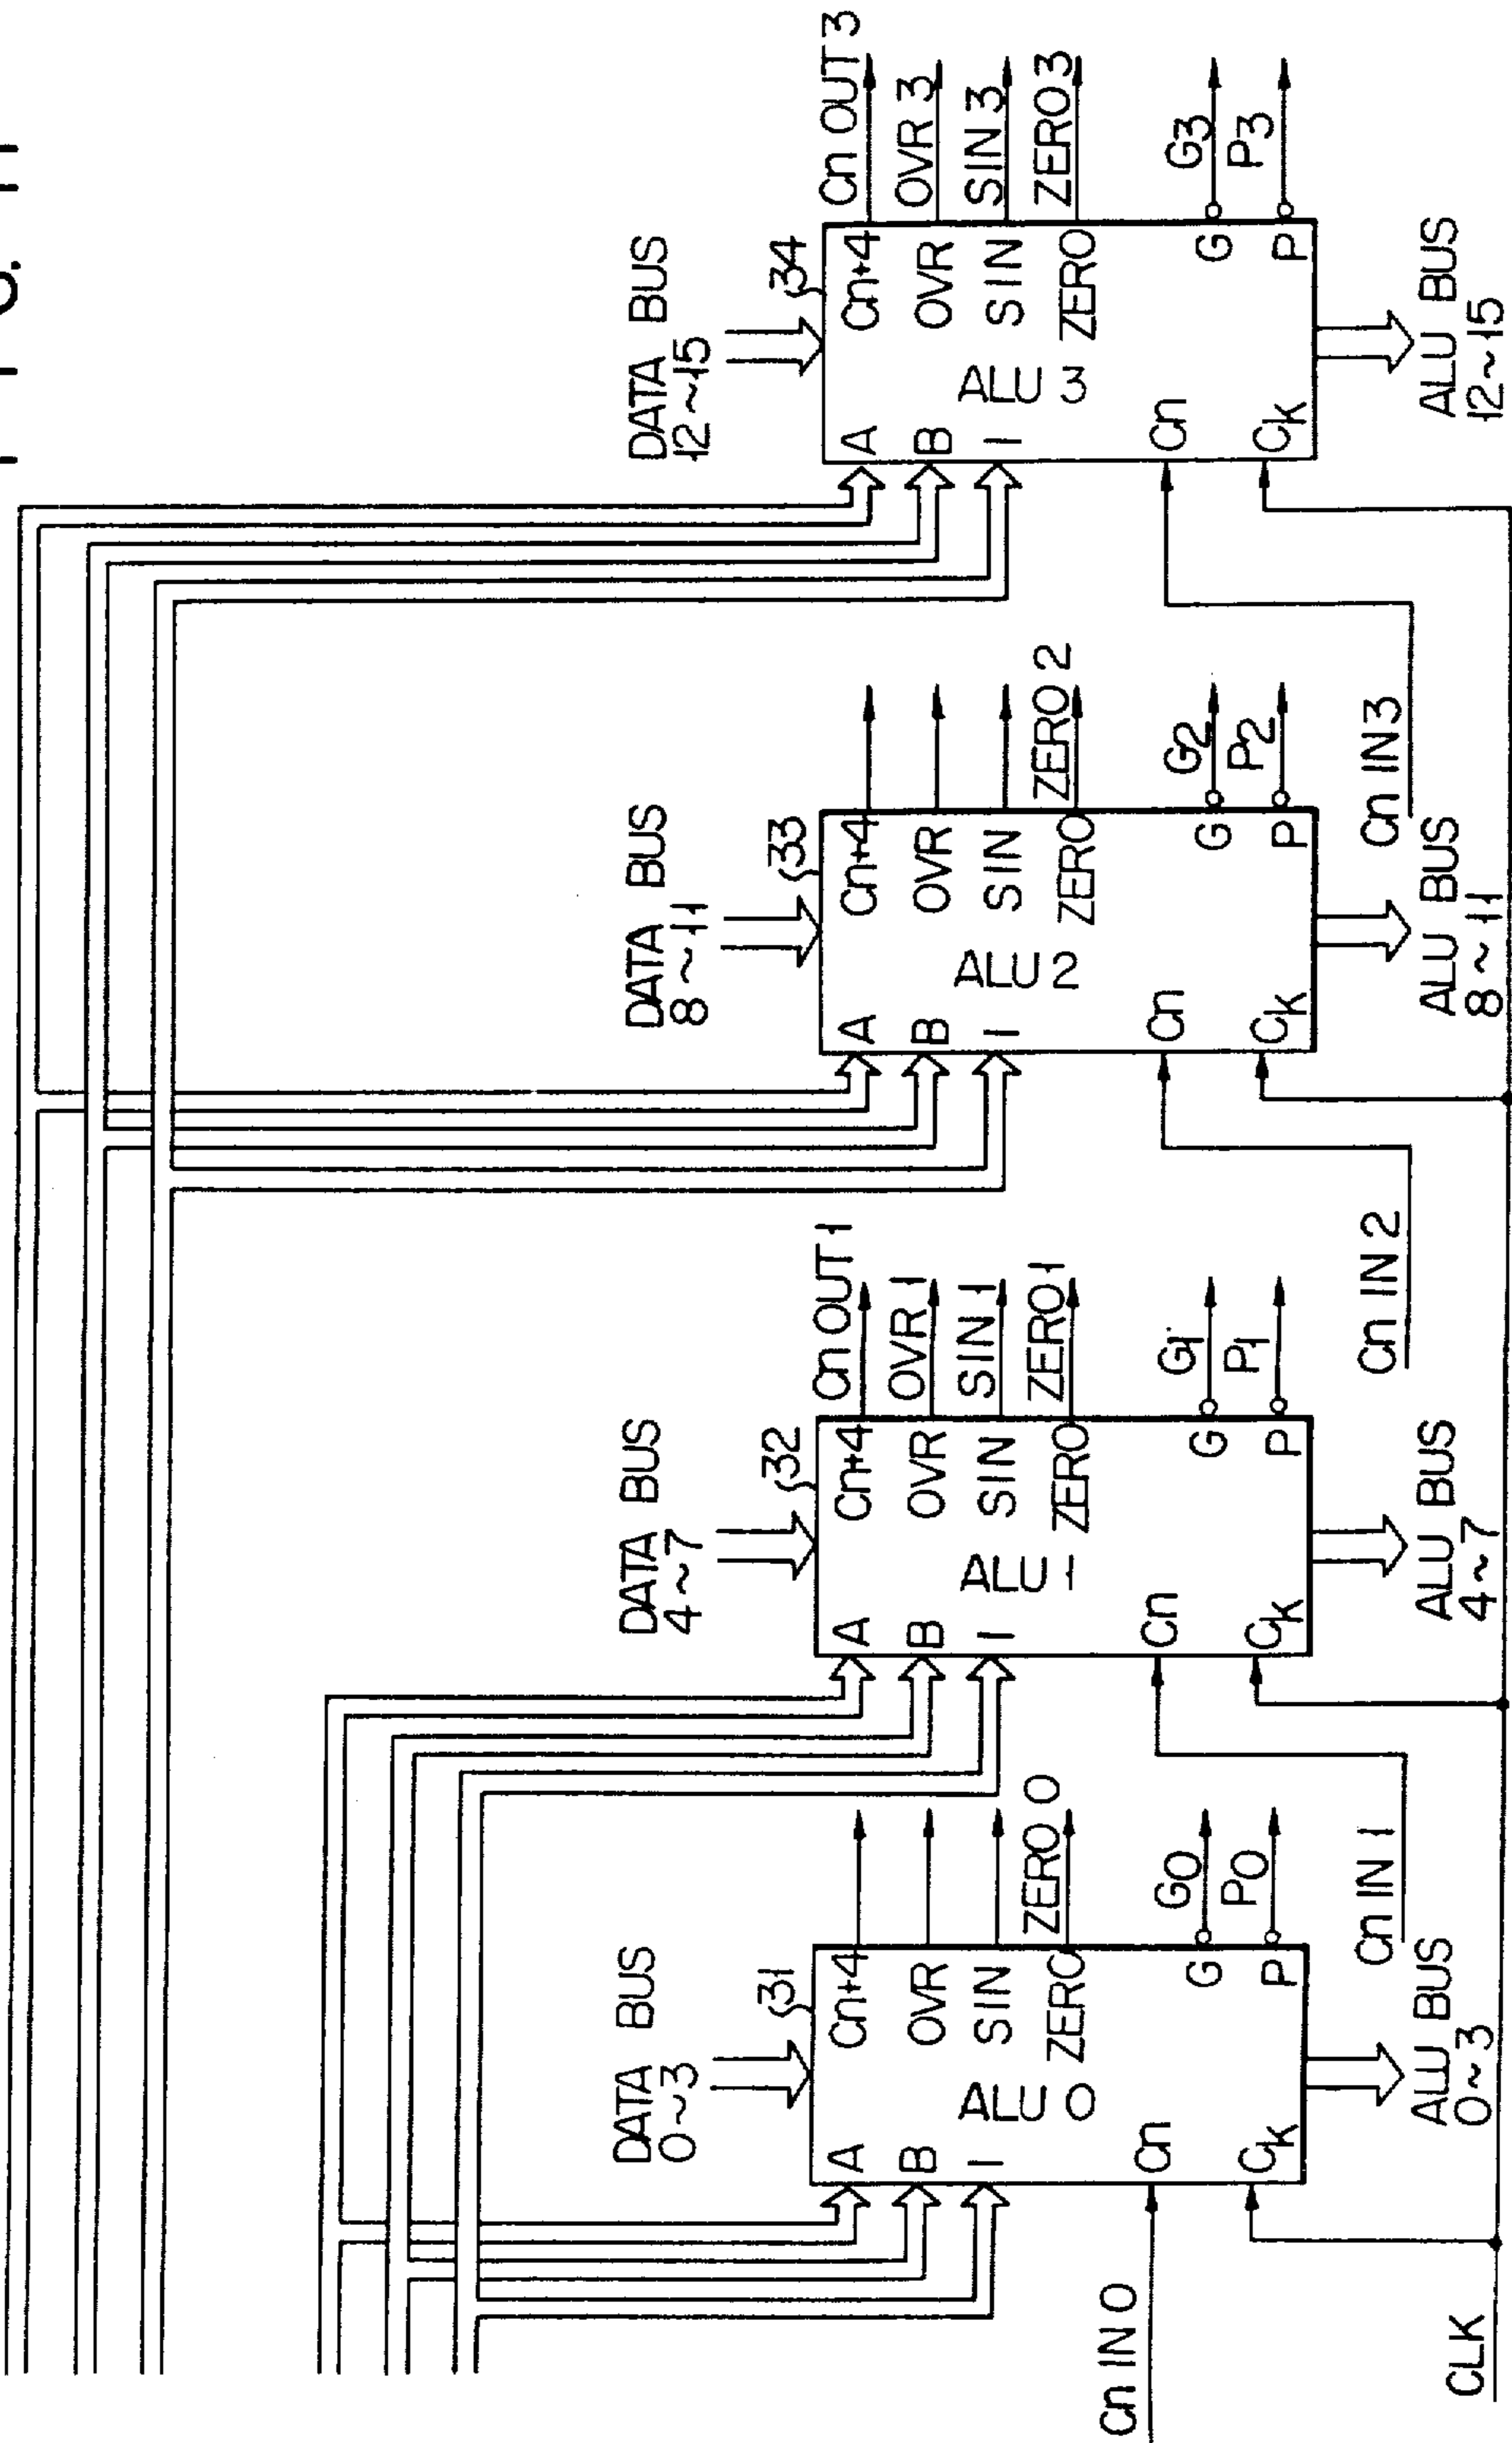 DATA BUS
0~3
31
A
B
I
Cn+4
OVR
SIN
ZERO
ALU 0
Cn
Ck
G
P
ZERO 0
G0
P0
Cn IN 0
CLK
ALU BUS
0~3
DATA BUS
4~7
32
A
B
I
Cn+4
OVR
SIN
ZERO
ALU 1
Cn
Ck
G
P
Cn OUT 1
OVR 1
SIN 1
ZERO 1
G1
P1
Cn IN 1
ALU BUS
4~7
DATA BUS
8~11
33
A
B
I
Cn+4
OVR
SIN
ZERO
ALU 2
Cn
Ck
G
P
ZERO 2
G2
P2
Cn IN 2
ALU BUS
8~11
DATA BUS
12~15
34
A
B
I
Cn+4
OVR
SIN
ZERO
ALU 3
Cn
Ck
G
P
Cn OUT 3
OVR 3
SIN 3
ZERO 3
G3
P3
Cn IN 3
ALU BUS
12~15